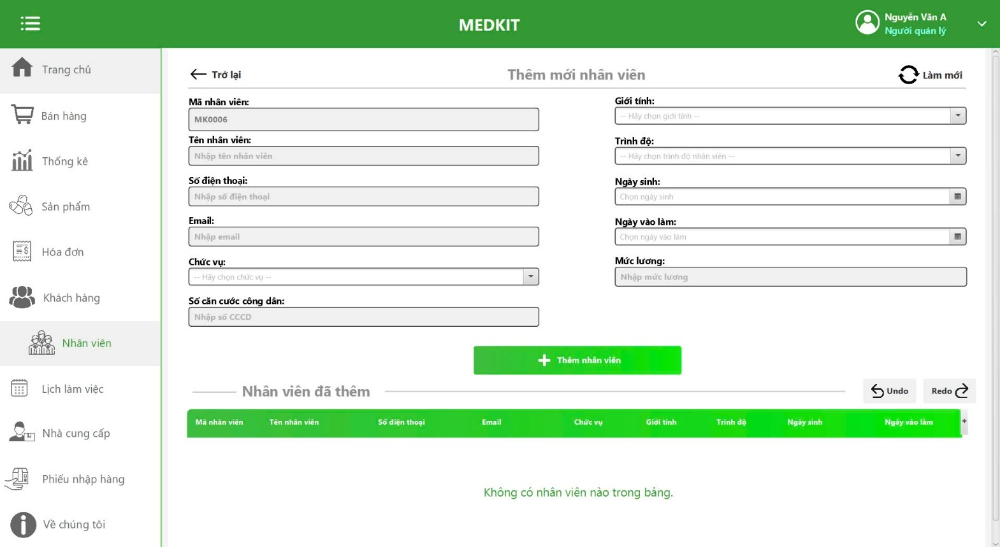 MEDKIT
Nguyễn Văn A
Người quản lý
Trang chủ
Bán hàng
Thống kê
Sản phẩm
Hóa đơn
Khách hàng
Nhân viên
Lịch làm việc
Nhà cung cấp
Phiếu nhập hàng
Về chúng tôi
Trở lại
Thêm mới nhân viên
Làm mới
Mã nhân viên:
MK0006
Tên nhân viên:
Nhập tên nhân viên
Số điện thoại:
Nhập số điện thoại
Email:
Nhập email
Chức vụ:
-- Hãy chọn chức vụ --
Số căn cước công dân:
Nhập số CCCD
Giới tính:
-- Hãy chọn giới tính --
Trình độ:
-- Hãy chọn trình độ nhân viên --
Ngày sinh:
Chọn ngày sinh
Ngày vào làm:
Chọn ngày vào làm
Mức lương:
Nhập mức lương
Thêm nhân viên
Nhân viên đã thêm
Undo
Redo
Mã nhân viên Tên nhân viên Số điện thoại Email Chức vụ Giới tính Trình độ Ngày sinh Ngày vào làm +
Không có nhân viên nào trong bảng.